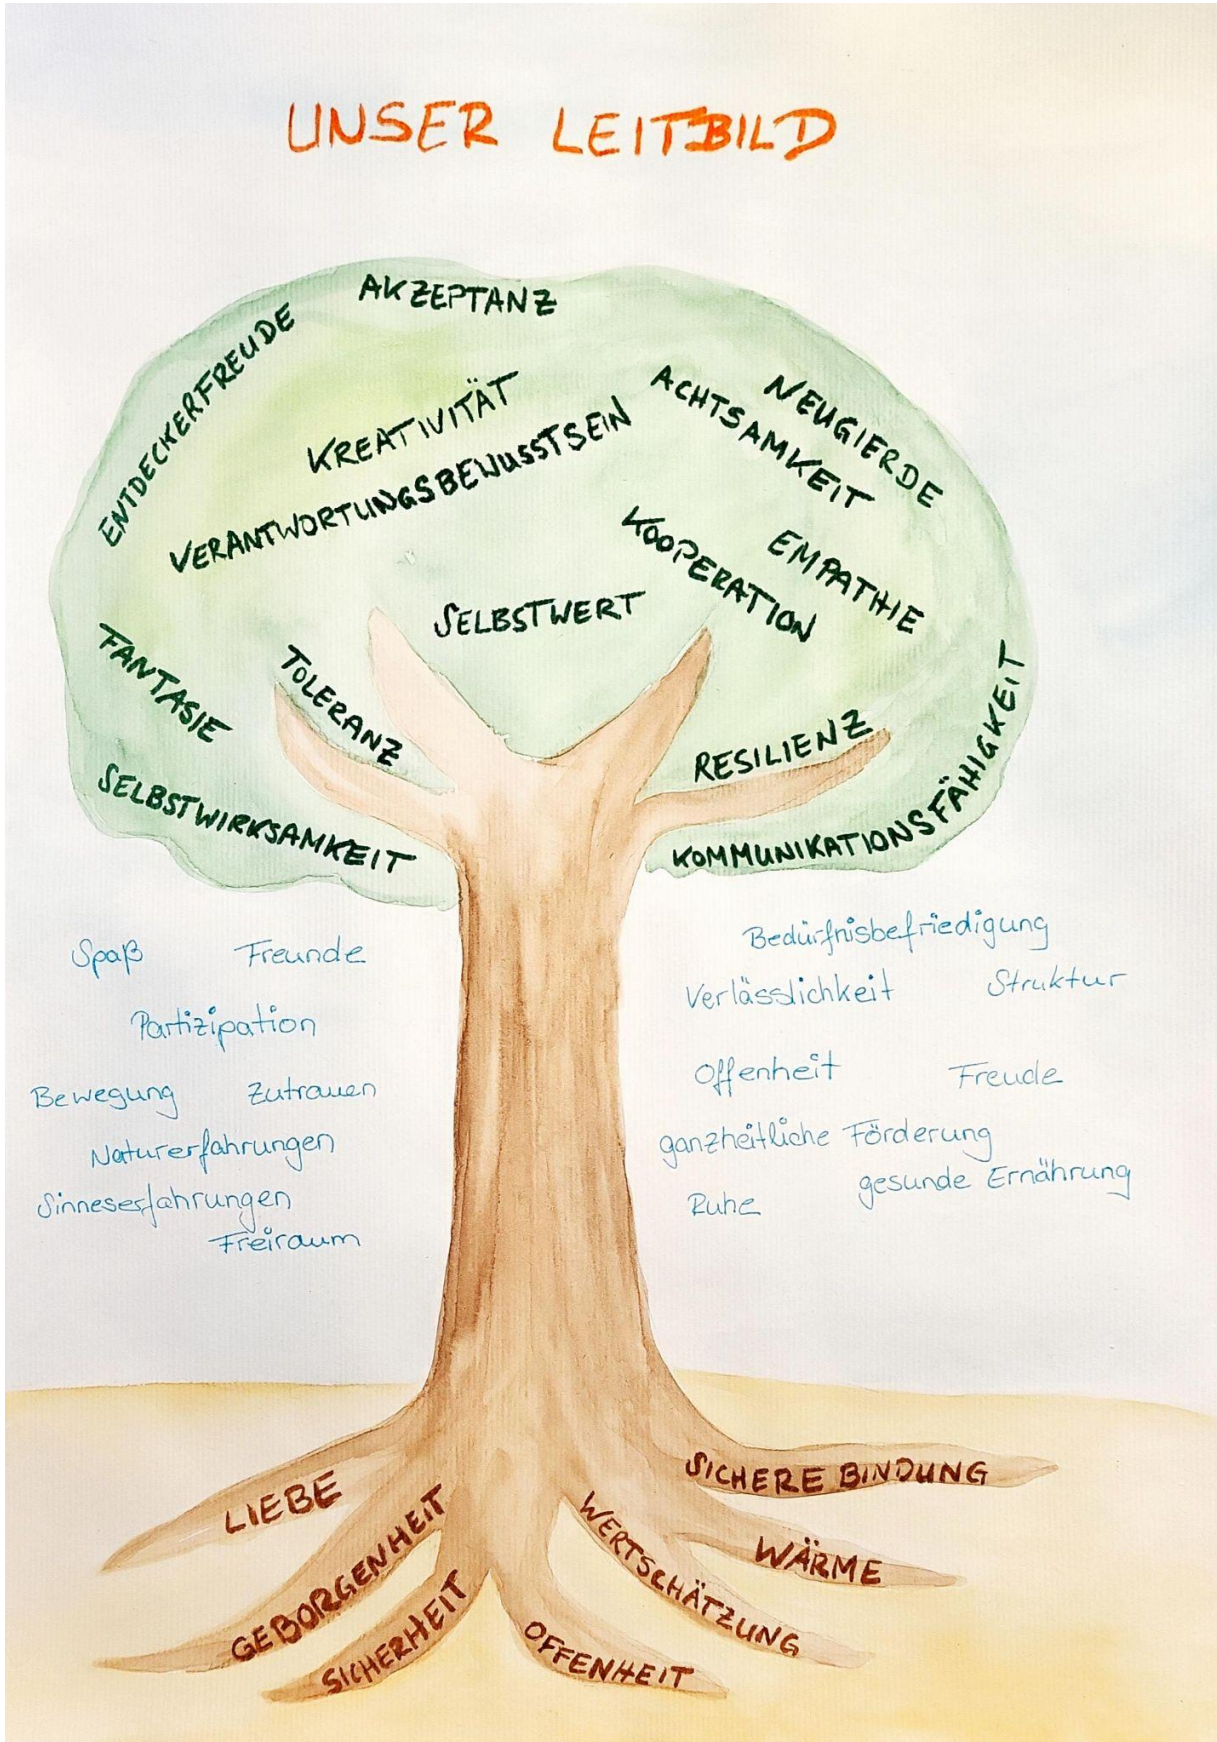 UNSER LEITBILD
AKZEPTANZ
ENTDECKERFREUDE
KREATIVITÄT
VERANTWORTUNGSBEWUSSTSEIN
NEUGIERDE
ACHTSAMKEIT
KOOPERATION
EMPATHIE
SELBSTWERT
FANTASIE
TOLERANZ
SELBSTWIRKSAMKEIT
RESILIENZ
KOMMUNIKATIONSFÄHIGKEIT
Spaß Freunde
Partizipation
Bewegung Zutrauen
Naturerfahrungen
Sinneserfahrungen
Freiraum
Bedürfnisbefriedigung
Verlässlichkeit Struktur
Offenheit Freude
ganzheitliche Förderung
gesunde Ernährung
Ruhe
LIEBE
GEBORGENHEIT
SICHERHEIT
OFFENHEIT
WERTSCHÄTZUNG
WÄRME
SICHERE BINDUNG